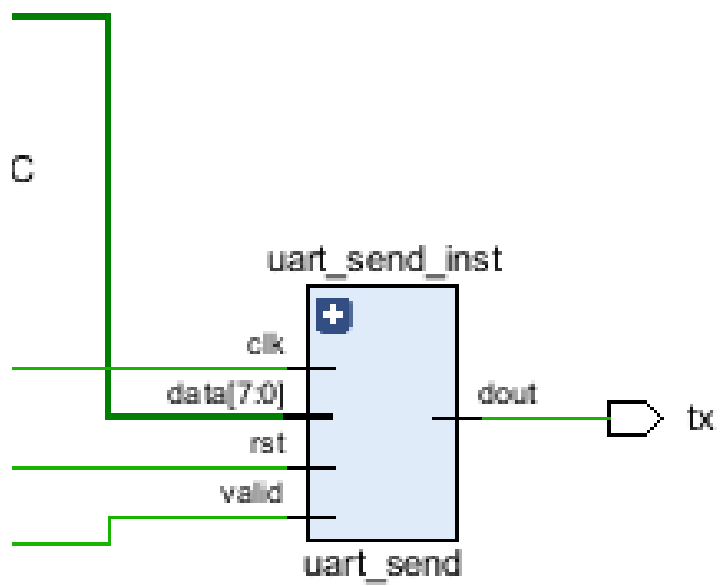 C
uart_send_inst
clk
data[7:0]
dout
tx
rst
valid
uart_send